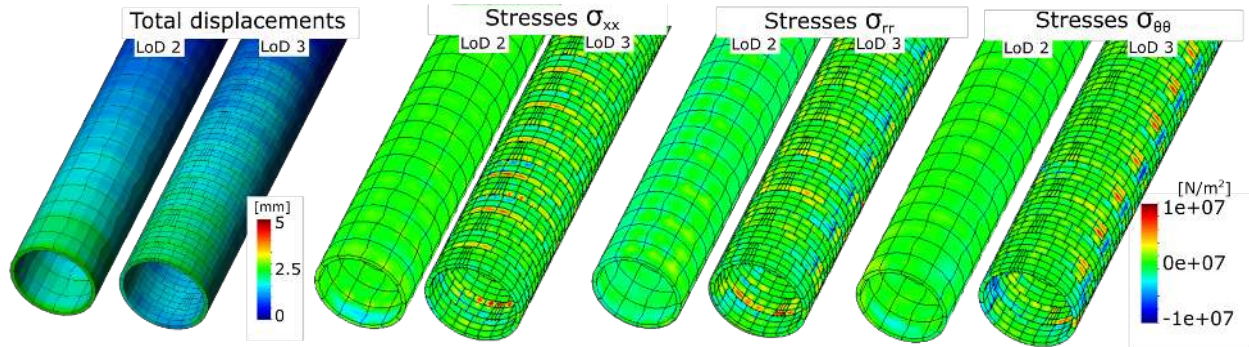 Total displacements
LoD 2
LoD 3
[mm]
5
2.5
0
Stresses σxx
LoD 2
LoD 3
Stresses σrr
LoD 2
LoD 3
Stresses σθθ
LoD 2
LoD 3
[N/m²]
1e+07
0e+07
-1e+07